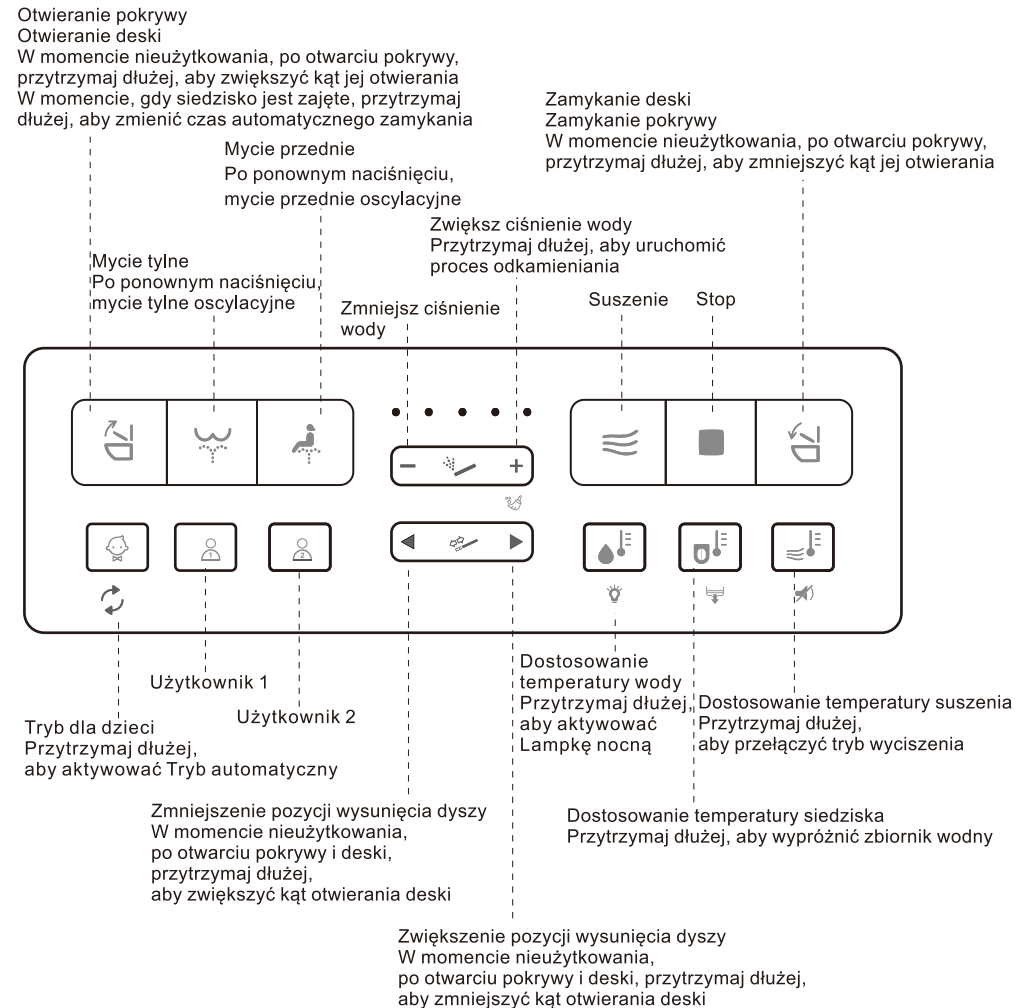 Otwieranie pokrywy
Otwieranie deski
W momencie nieużytkowania, po otwarciu pokrywy,
przytrzymaj dłużej, aby zwiększyć kąt jej otwierania
W momencie, gdy siedzisko jest zajęte, przytrzymaj
dłużej, aby zmienić czas automatycznego zamykania
Zamykanie deski
Zamykanie pokrywy
W momencie nieużytkowania, po otwarciu pokrywy,
przytrzymaj dłużej, aby zmniejszyć kąt jej otwierania
Mycie przednie
Po ponownym naciśnięciu,
mycie przednie oscylacyjne
Zwiększ ciśnienie wody
Przytrzymaj dłużej, aby uruchomić
proces odkamieniania
Mycie tylne
Po ponownym naciśnięciu,
mycie tylne oscylacyjne
Zmniejsz ciśnienie
wody
Suszenie
Stop
1
2
Użytkownik 1
Użytkownik 2
Tryb dla dzieci
Przytrzymaj dłużej,
aby aktywować Tryb automatyczny
Dostosowanie
temperatury wody
Przytrzymaj dłużej,
aby aktywować
Lampkę nocną
Dostosowanie temperatury suszenia
Przytrzymaj dłużej,
aby przełączyć tryb wyciszenia
Zmniejszenie pozycji wysunięcia dyszy
W momencie nieużytkowania,
po otwarciu pokrywy i deski,
przytrzymaj dłużej,
aby zwiększyć kąt otwierania deski
Dostosowanie temperatury siedziska
Przytrzymaj dłużej, aby wypróżnić zbiornik wodny
Zwiększenie pozycji wysunięcia dyszy
W momencie nieużytkowania,
po otwarciu pokrywy i deski, przytrzymaj dłużej,
aby zmniejszyć kąt otwierania deski